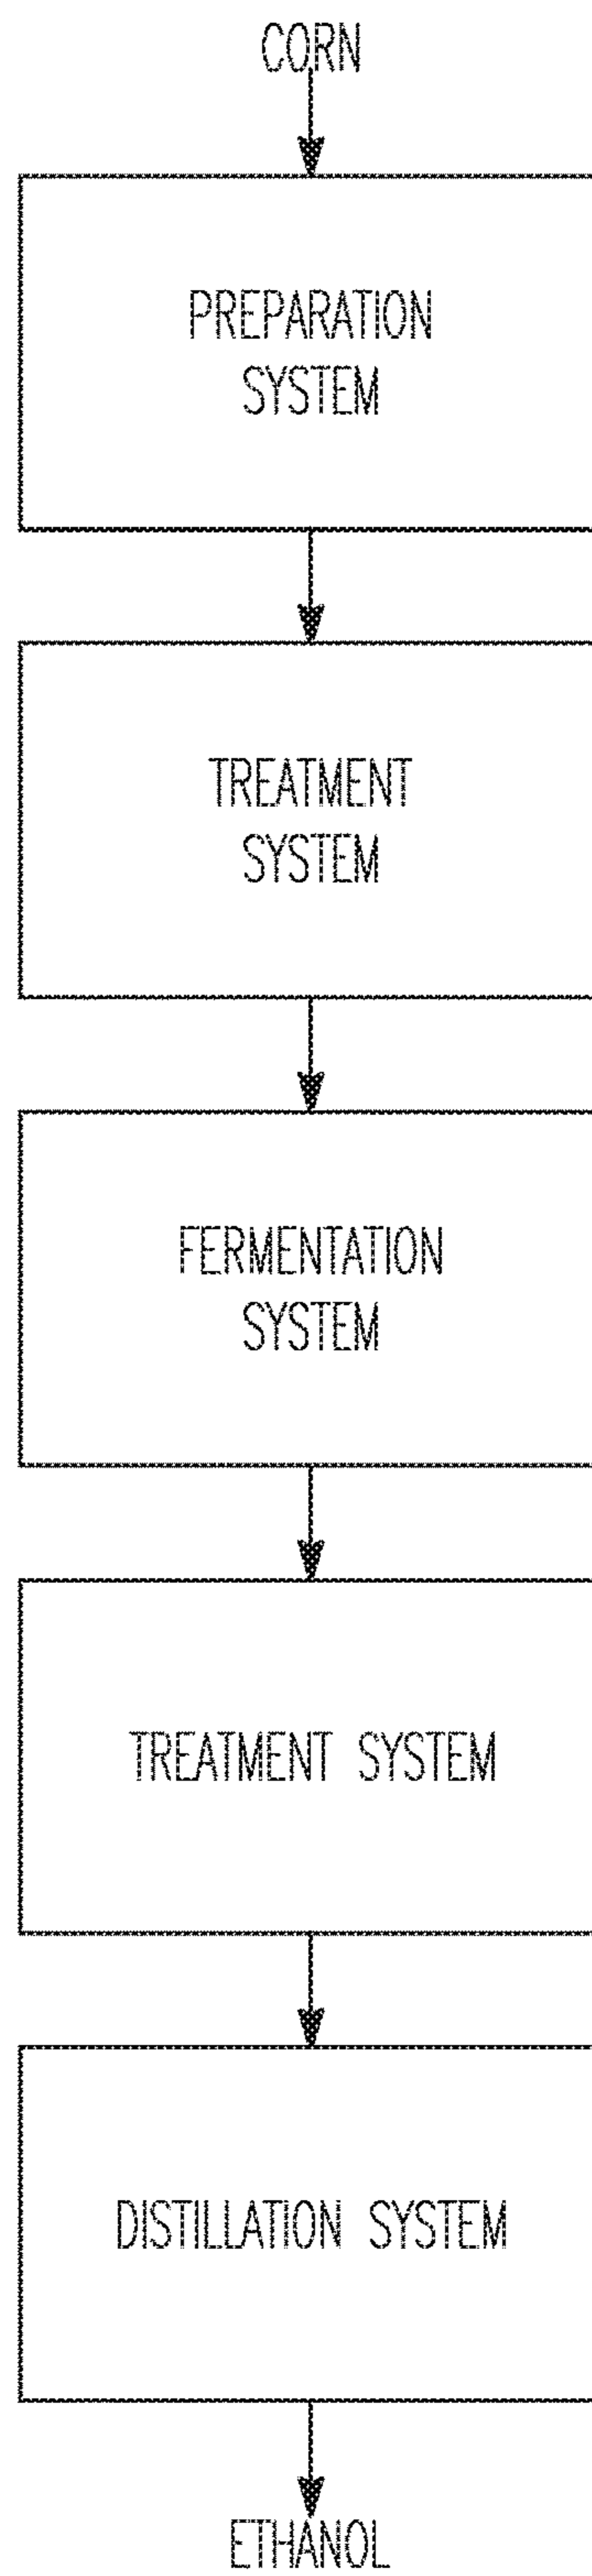 CORN
PREPARATION
SYSTEM
TREATMENT
SYSTEM
FERMENTATION
SYSTEM
TREATMENT SYSTEM
DISTILLATION SYSTEM
ETHANOL